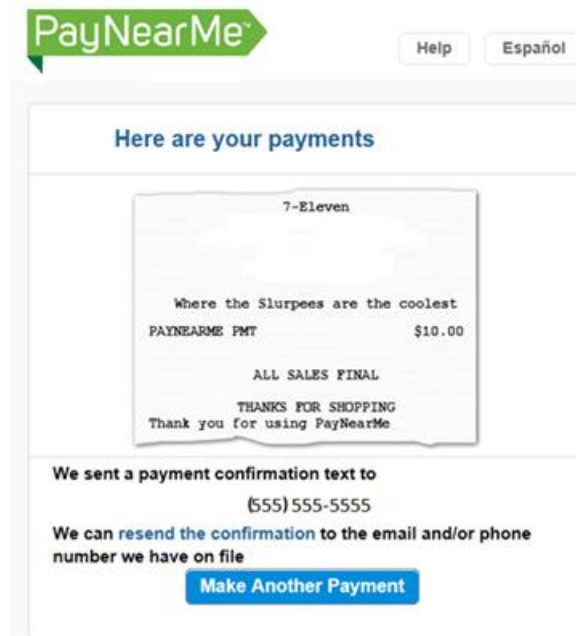 PayNearMe™
Help Español
Here are your payments
7-Eleven
Where the Slurpees are the coolest
PAYNEARME PMT $10.00
ALL SALES FINAL
THANKS FOR SHOPPING
Thank you for using PayNearMe
We sent a payment confirmation text to
(555) 555-5555
We can resend the confirmation to the email and/or phone
number we have on file
Make Another Payment